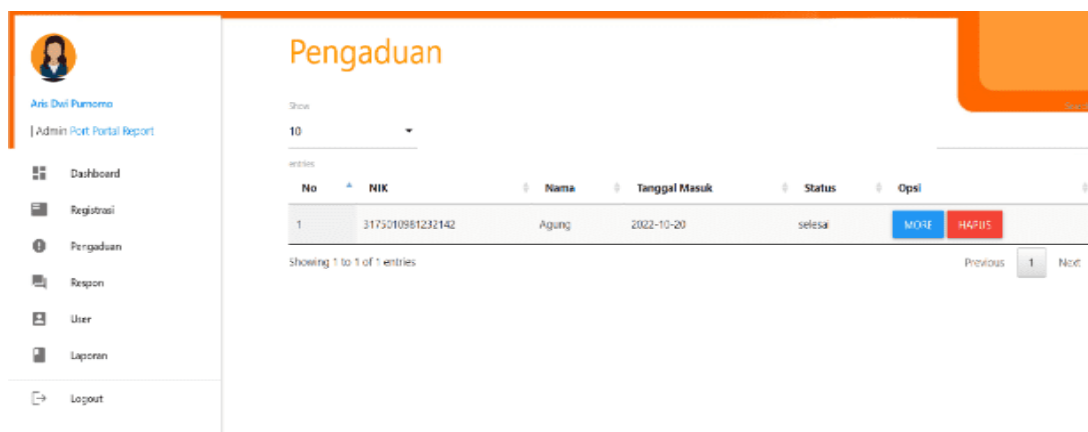 Pengaduan
Aris Dwi Purnomo
| Admin Port Portal Report
Dashboard
Registrasi
Pengaduan
Respon
User
Laporan
Logout
Show
10
entries
No NIK Nama Tanggal Masuk Status Opsi
1 3175010981232142 Agung 2022-10-20 selesai MORE HAPUS
Showing 1 to 1 of 1 entries
Previous 1 Next